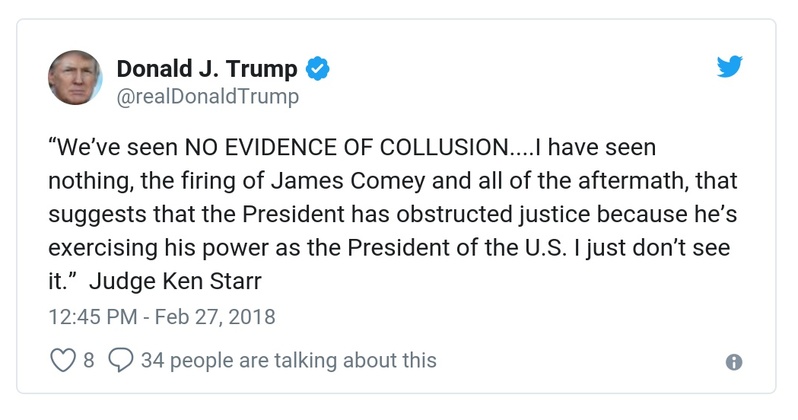 Donald J. Trump
@realDonaldTrump
“We’ve seen NO EVIDENCE OF COLLUSION....I have seen
nothing, the firing of James Comey and all of the aftermath, that
suggests that the President has obstructed justice because he’s
exercising his power as the President of the U.S. I just don’t see
it.”  Judge Ken Starr
12:45 PM - Feb 27, 2018
8 34 people are talking about this